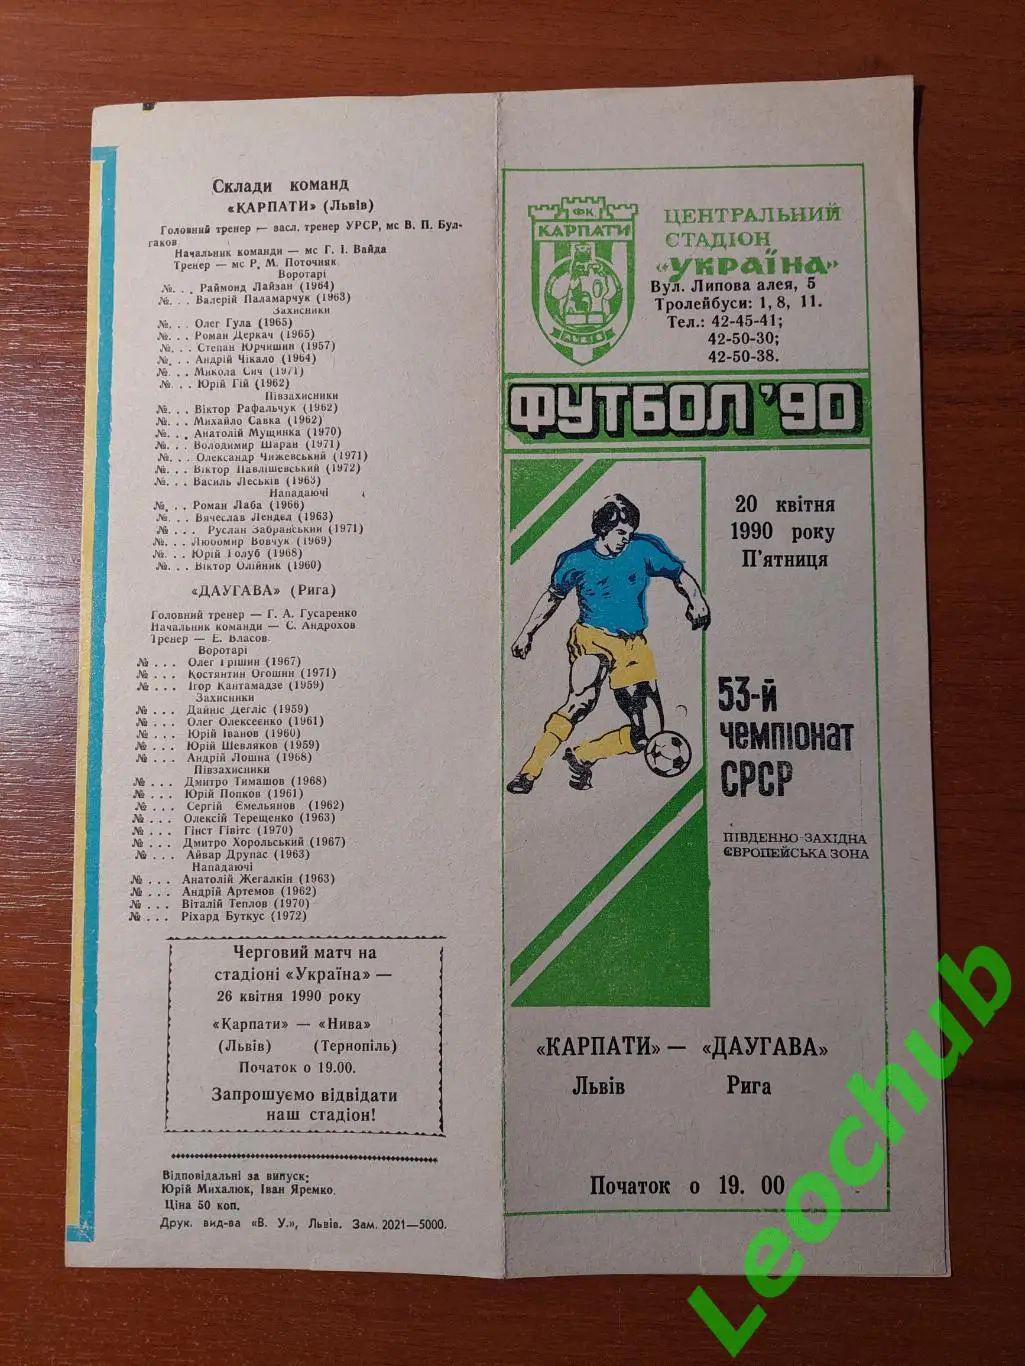 Склади команд
«КАРПАТИ» (Львів)
Головний тренер — засл. тренер УРСР, мс В. П. Бул-
гаков
Начальник команди — мс Г. І. Вайда
Тренер — мс Р. М. Поточняк
Воротарі
№. . . Раймонд Лайзан (1964)
№. . . Валерій Паламарчук (1963)
Захисники
№. . . Олег Гула (1965)
№. . . Роман Деркач (1965)
№. . . Степан Юрчишин (1957)
№. . . Андрій Чікало (1964)
№. . . Микола Сич (1971)
№. . . Юрій Гій (1962)
Півзахисники
№. . . Віктор Рафальчук (1962)
№. . . Михайло Савка (1962)
№. . . Анатолій Мущинка (1970)
№. . . Володимир Шаран (1971)
№. . . Олександр Чижевський (1971)
№. . . Віктор Павлішевський (1972)
№. . . Василь Леськів (1963)
Нападаючі
№. . . Роман Лаба (1966)
№. . . Вячеслав Лендел (1963)
№ . . . Руслан Забранський (1971)
№. . . Любомир Вовчук (1969)
№. . . Юрій Голуб (1968)
№. . . Віктор Олійник (1960)
«ДАУГАВА» (Рига)
Головний тренер — Г. А. Гусаренко
Начальник команди — С. Андрохов
Тренер — Е. Власов
Воротарі
№ . . . Олег Грішин (1967)
№ . . . Костянтин Огошин (1971)
№ . . . Ігор Кантамадзе (1959)
Захисники
№ . . . Дайніс Дегліс (1959)
№ . . . Олег Олексеєнко (1961)
№ . . . Юрій Іванов (1960)
№ . . . Юрій Шевляков (1959)
№ . . . Андрій Лошна (1968)
Півзахисники
№ . . . Дмитро Тимашов (1968)
№ . . . Юрій Попков (1961)
№ . . . Сергій Ємельянов (1962)
№ . . . Олексій Терещенко (1963)
№ . . . Гінст Гівітс (1970)
№ . . . Дмитро Хорольський (1967)
№ . . . Айвар Друпас (1963)
Нападаючі
№ . . . Анатолій Жегалкін (1963)
№ . . . Андрій Артемов (1962)
№ . . . Віталій Теплов (1970)
№ . . . Ріхард Буткус (1972)
Черговий матч на
стадіоні «Україна» —
26 квітня 1990 року
«Карпати» — «Нива»
(Львів) (Тернопіль)
Початок о 19.00.
Запрошуємо відвідати
наш стадіон!
Відповідальні за випуск:
Юрій Михалюк, Іван Яремко.
Ціна 50 коп.
Друк. вид-ва «В. У.», Львів. Зам. 2021—5000.
ФК
КАРПАТИ
ЛЬВІВ
ЦЕНТРАЛЬНИЙ
СТАДІОН
«УКРАЇНА»
Вул. Липова алея, 5
Тролейбуси: 1, 8, 11.
Тел.: 42-45-41;
42-50-30;
42-50-38.
ФУТБОЛ '90
20 квітня
1990 року
П'ятниця
53-й
чемпіонат
СРСР
ПІВДЕННО-ЗАХІДНА
ЄВРОПЕЙСЬКА ЗОНА
«КАРПАТИ» — «ДАУГАВА»
Львів Рига
Початок о 19. 00
Leochub